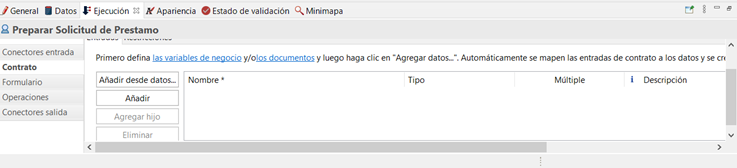 General Datos Ejecución Apariencia Estado de validación Minimapa
Preparar Solicitud de Prestamo
Entradas Restricciones
Conectores entrada
Contrato
Formulario
Operaciones
Conectores salida
Primero defina las variables de negocio y/o los documentos y luego haga clic en "Agregar datos...". Automáticamente se mapen las entradas de contrato a los datos y se cre
Añadir desde datos...
Añadir
Agregar hijo
Eliminar
Nombre * Tipo Múltiple i Descripción